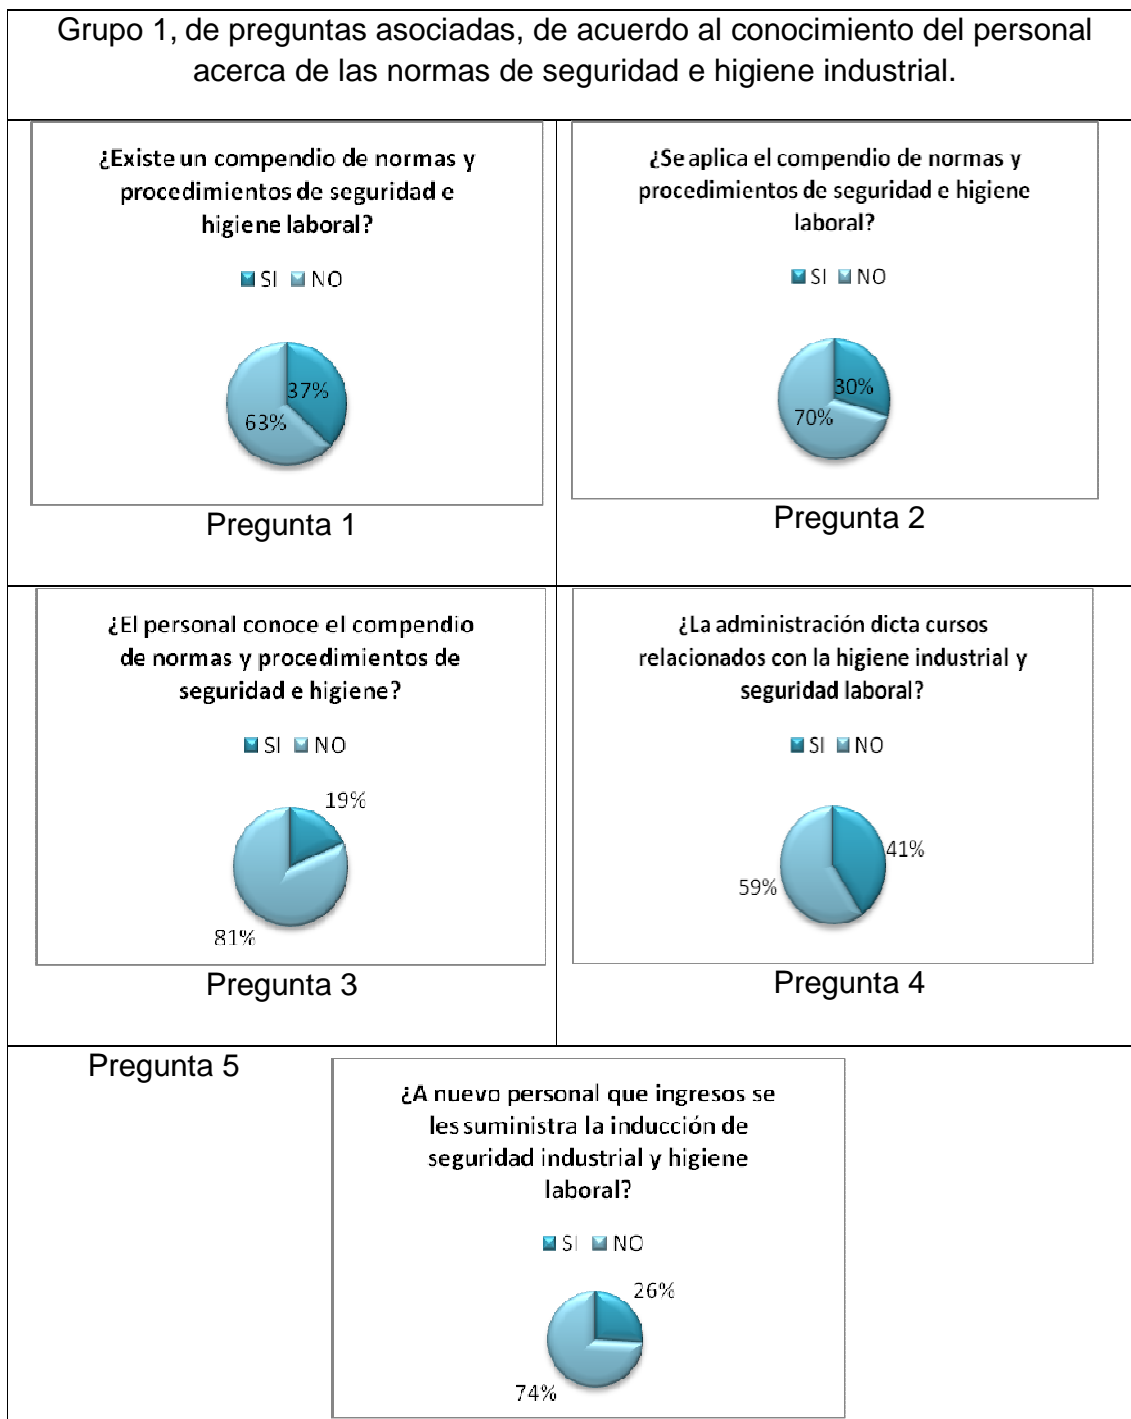 Grupo 1, de preguntas asociadas, de acuerdo al conocimiento del personal
acerca de las normas de seguridad e higiene industrial.
¿Existe un compendio de normas y
procedimientos de seguridad e
higiene laboral?
SI NO
37%
63%
Pregunta 1
¿Se aplica el compendio de normas y
procedimientos de seguridad e higiene
laboral?
SI NO
30%
70%
Pregunta 2
¿El personal conoce el compendio
de normas y procedimientos de
seguridad e higiene?
SI NO
19%
81%
Pregunta 3
¿La administración dicta cursos
relacionados con la higiene industrial y
seguridad laboral?
SI NO
41%
59%
Pregunta 4
Pregunta 5
¿A nuevo personal que ingresos se
les suministra la inducción de
seguridad industrial y higiene
laboral?
SI NO
26%
74%